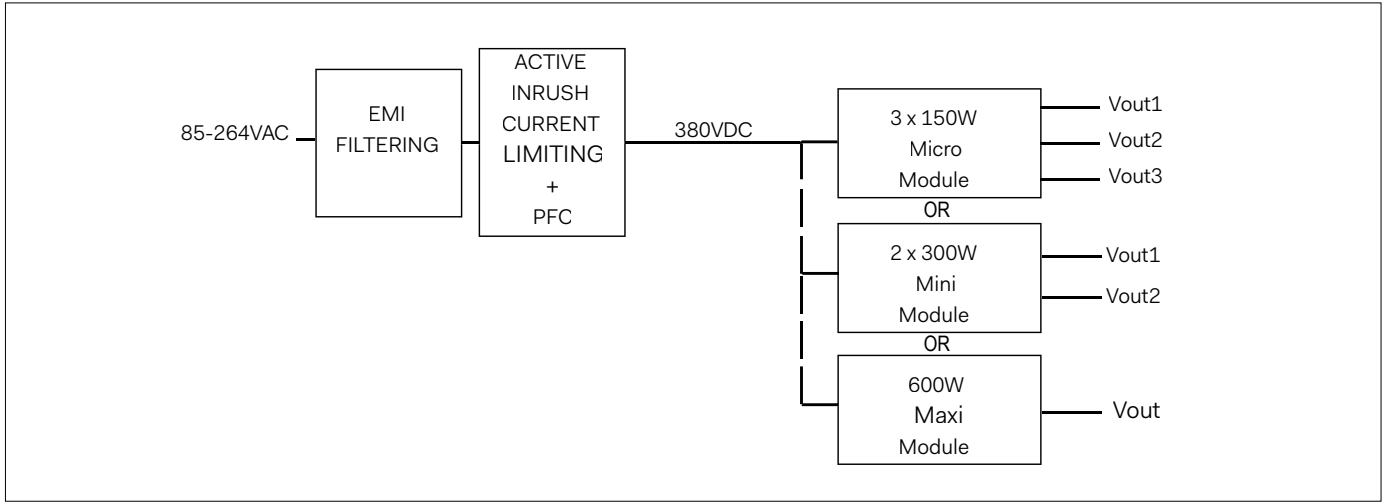 85-264VAC
EMI
FILTERING
ACTIVE
INRUSH
CURRENT
LIMITING
+
PFC
380VDC
3 x 150W
Micro
Module
Vout1
Vout2
Vout3
OR
2 x 300W
Mini
Module
Vout1
Vout2
OR
600W
Maxi
Module
Vout